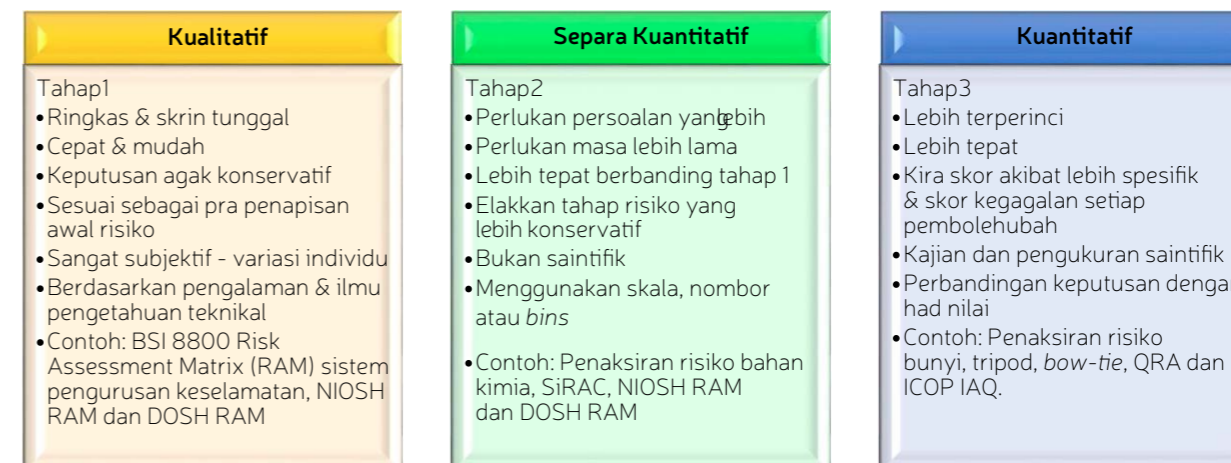 Kualitatif
Tahap1
•Ringkas & skrin tunggal
•Cepat & mudah
•Keputusan agak konservatif
•Sesuai sebagai pra penapisan
awal risiko
•Sangat subjektif - variasi individu
•Berdasarkan pengalaman & ilmu
pengetahuan teknikal
•Contoh: BSI 8800 Risk
Assessment Matrix (RAM) sistem
pengurusan keselamatan, NIOSH
RAM dan DOSH RAM
Separa Kuantitatif
Tahap2
•Perlukan persoalan yang lebih
•Perlukan masa lebih lama
•Lebih tepat berbanding tahap 1
•Elakkan tahap risiko yang
lebih konservatif
•Bukan saintifik
•Menggunakan skala, nombor
atau bins
•Contoh: Penaksiran risiko bahan
kimia, SiRAC, NIOSH RAM
dan DOSH RAM
Kuantitatif
Tahap3
•Lebih terperinci
•Lebih tepat
•Kira skor akibat lebih spesifik
& skor kegagalan setiap
pembolehubah
•Kajian dan pengukuran saintifik
•Perbandingan keputusan denga
had nilai
•Contoh: Penaksiran risiko
bunyi, tripod, bow-tie, QRA dan
ICOP IAQ.